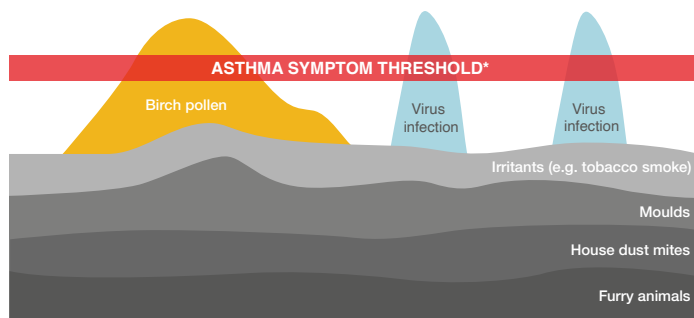 ASTHMA SYMPTOM THRESHOLD*
Birch pollen
Virus
infection
Virus
infection
Irritants (e.g. tobacco smoke)
Moulds
House dust mites
Furry animals